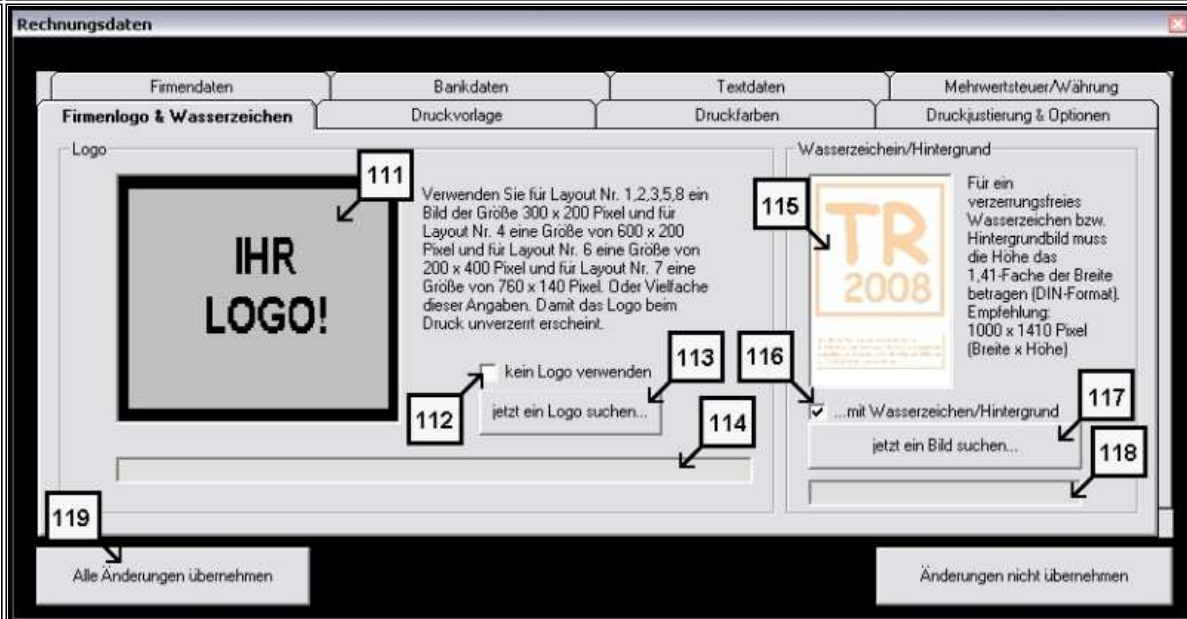 Rechnungsdaten
Firmendaten
Bankdaten
Textdaten
Mehrwertsteuer/Währung
Firmenlogo & Wasserzeichen
Druckvorlage
Druckfarben
Druckjustierung & Optionen
Logo
111
IHR
LOGO!
Verwenden Sie für Layout Nr. 1,2,3,5,8 ein
Bild der Größe 300 x 200 Pixel und für
Layout Nr. 4 eine Größe von 600 x 200
Pixel und für Layout Nr. 6 eine Größe von
200 x 400 Pixel und für Layout Nr. 7 eine
Größe von 760 x 140 Pixel. Oder Vielfache
dieser Angaben. Damit das Logo beim
Druck unverzerrt erscheint.
kein Logo verwenden
113
112
jetzt ein Logo suchen...
114
Wasserzeichein/Hintergrund
115
TR
2008
Für ein
verzerrungsfreies
Wasserzeichen bzw.
Hintergrundbild muss
die Höhe das
1,41-Fache der Breite
betragen (DIN-Format).
Empfehlung:
1000 x 1410 Pixel
(Breite x Höhe)
116
...mit Wasserzeichen/Hintergrund
117
jetzt ein Bild suchen...
118
119
Alle Änderungen übernehmen
Änderungen nicht übernehmen